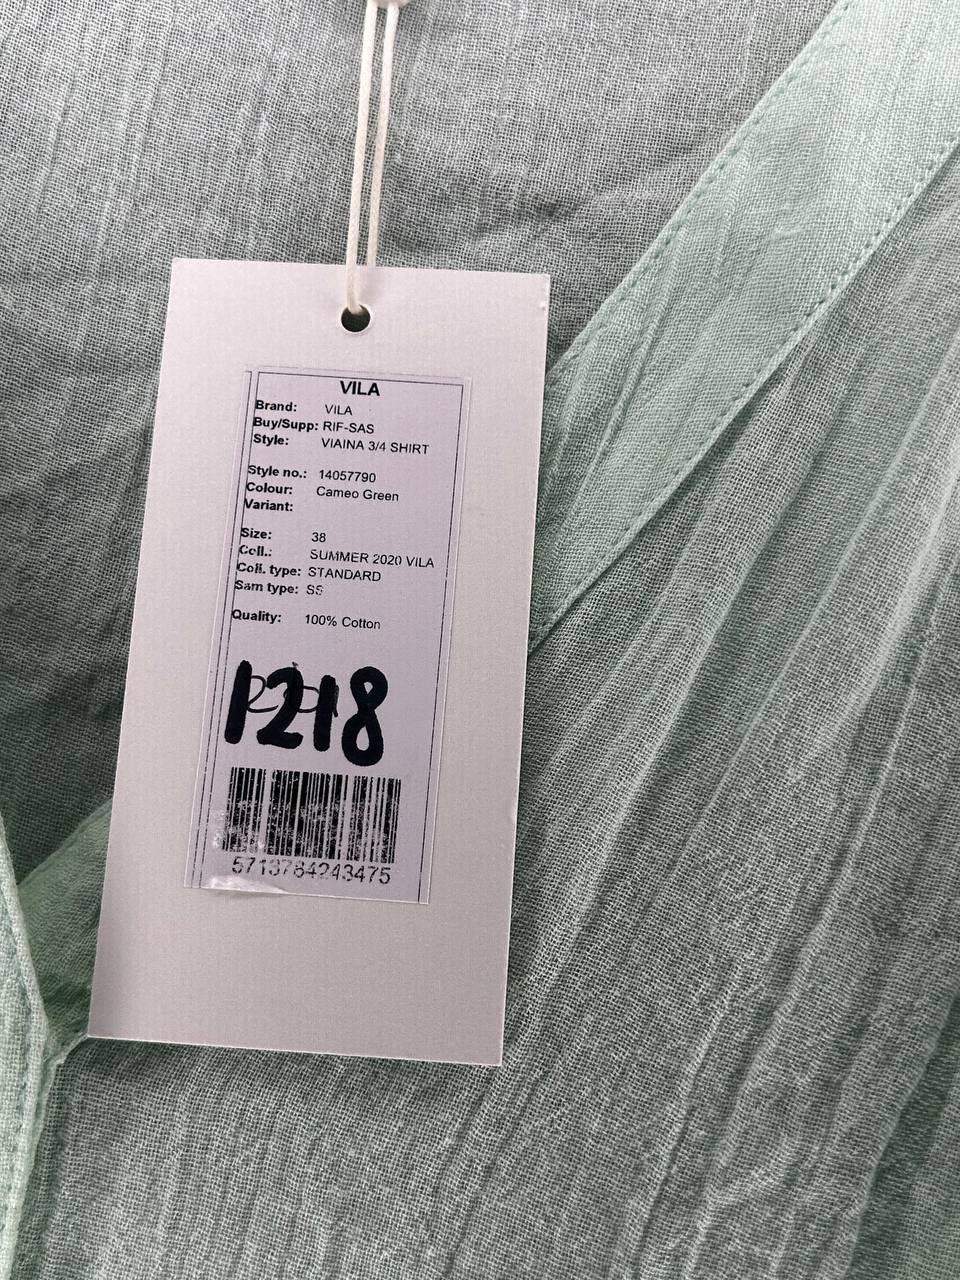 VILA
Brand: VILA
Buy/Supp: RIF-SAS
Style: VIAINA 3/4 SHIRT
Style no.: 14057790
Colour: Cameo Green
Variant:
Size: 38
Coll.: SUMMER 2020 VILA
Coll. type: STANDARD
Sam type: SS
Quality: 100% Cotton
1218
5713784243475